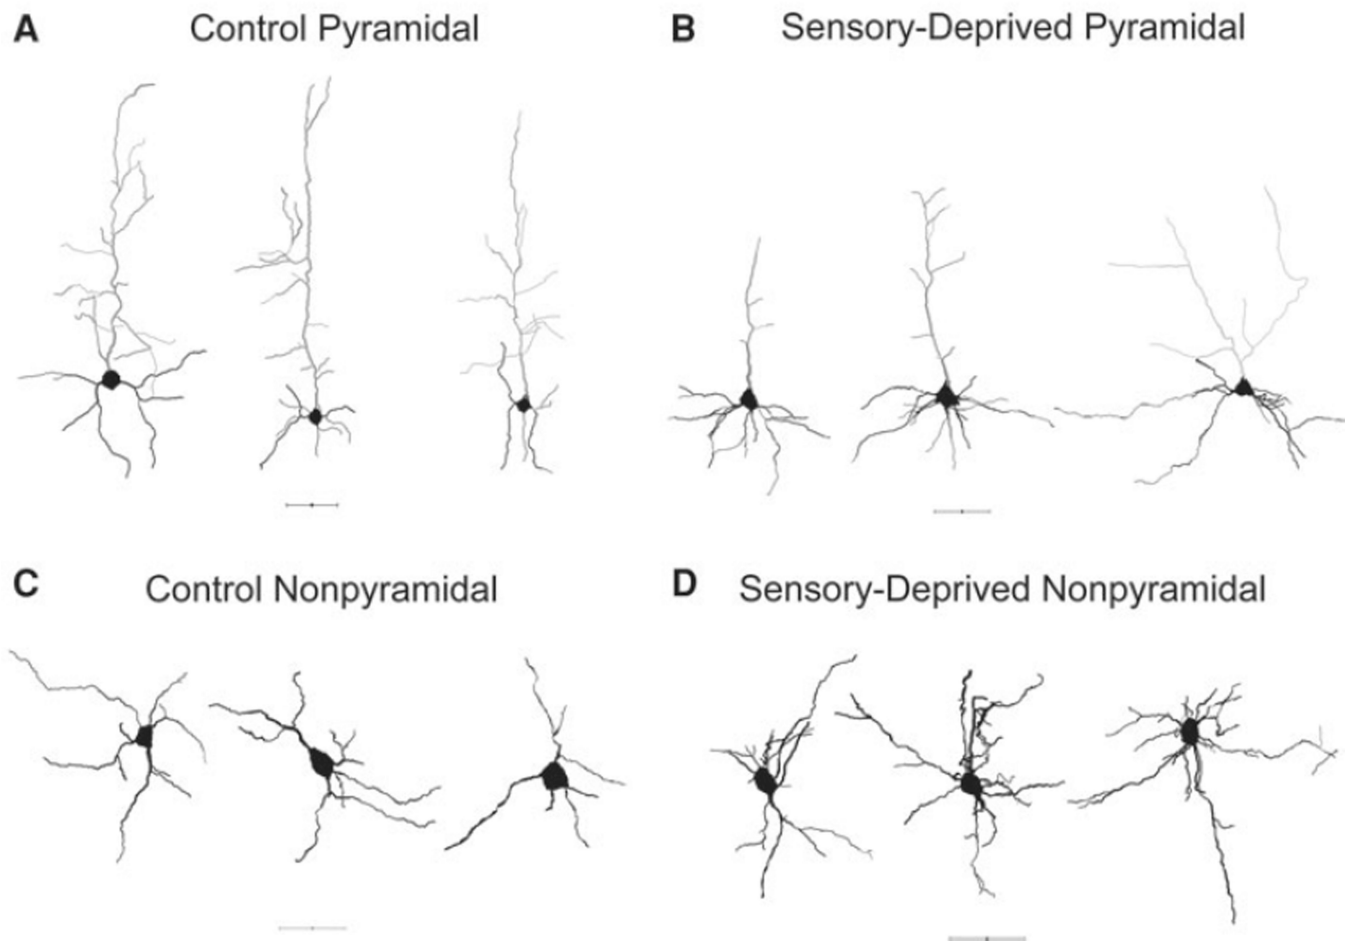 A Control Pyramidal
B Sensory-Deprived Pyramidal
C Control Nonpyramidal
D Sensory-Deprived Nonpyramidal